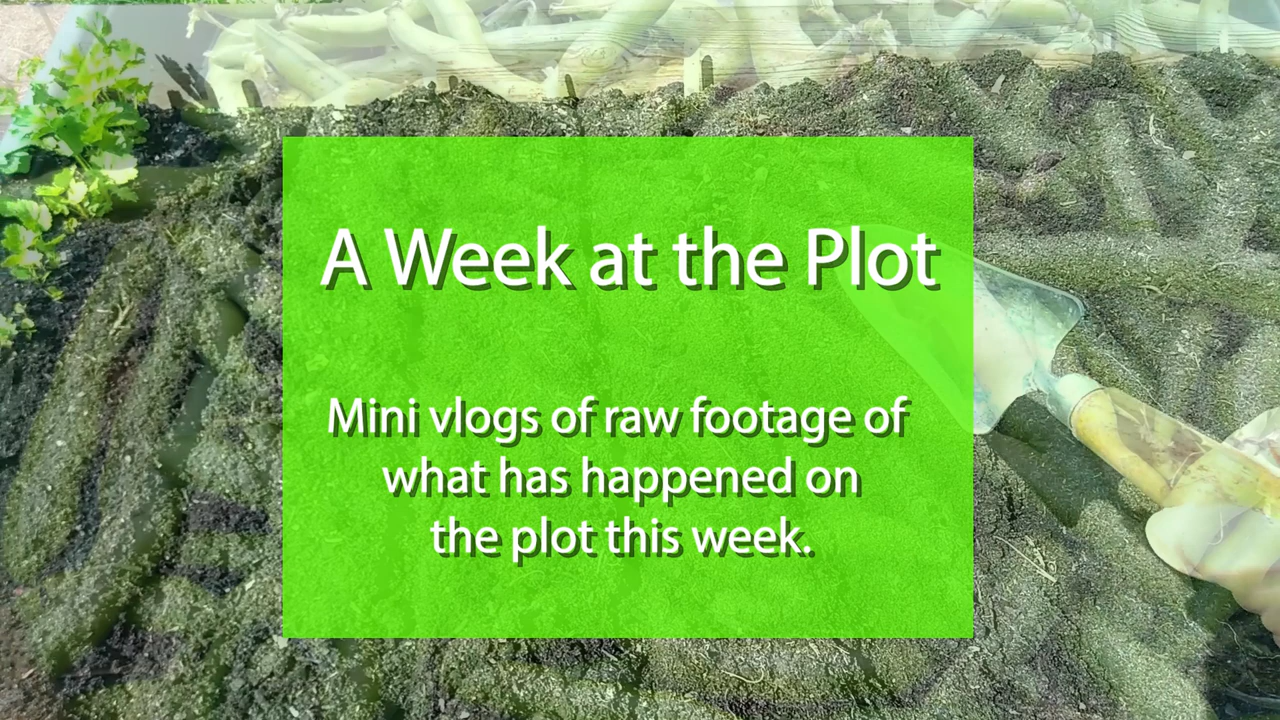 A Week at the Plot
Mini vlogs of raw footage of
what has happened on
the plot this week.